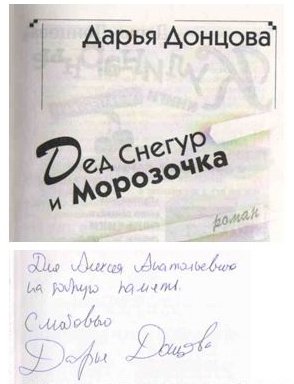 Дарья Донцова
Дед Снегур
и Морозочка
роман
Для Алексея Анатольевича
на добрую память.
С любовью
Дарья Донцова